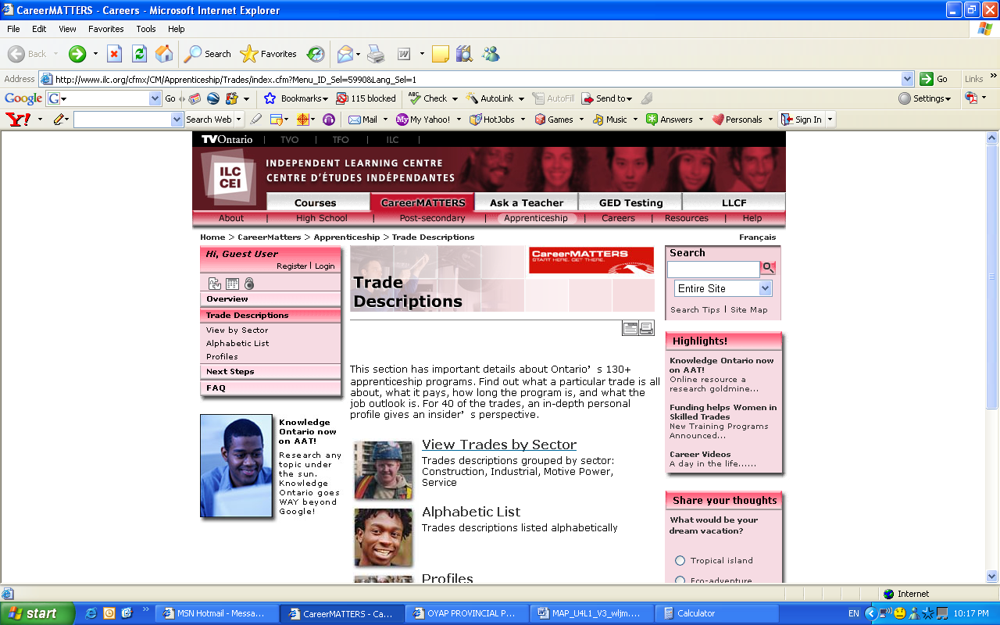 CareerMATTERS - Careers - Microsoft Internet Explorer
File Edit View Favorites Tools Help
Back Search Favorites
Address http://www.ilc.org/cfmx/CM/Apprenticeship/Trades/index.cfm?Menu_ID_Sel=5990&Lang_Sel=1 Go Links »
Google G Go Bookmarks 115 blocked Check AutoLink AutoFill Send to Settings
Y! Search Web Mail My Yahoo! HotJobs Games Music Answers Personals Sign In
TVOntario | TVO | TFO | ILC |
ILC
CEI
INDEPENDENT LEARNING CENTRE
CENTRE D'ÉTUDES INDÉPENDANTES
Courses CareerMATTERS Ask a Teacher GED Testing LLCF
About | High School | Post-secondary | Apprenticeship | Careers | Resources | Help
Home > CareerMatters > Apprenticeship > Trade Descriptions
Français
Hi, Guest User
Register | Login
Overview
Trade Descriptions
View by Sector
Alphabetic List
Profiles
Next Steps
FAQ
Knowledge
Ontario now
on AAT!
Research any
topic under
the sun.
Knowledge
Ontario goes
WAY beyond
Google!
CareerMATTERS
START HERE. GET THERE.
Trade
Descriptions
This section has important details about Ontario’s 130+
apprenticeship programs. Find out what a particular trade is all
about, what it pays, how long the program is, and what the
job outlook is. For 40 of the trades, an in-depth personal
profile gives an insider’s perspective.
View Trades by Sector
Trades descriptions grouped by sector:
Construction, Industrial, Motive Power,
Service
Alphabetic List
Trades descriptions listed alphabetically
Profiles
Search
Entire Site
Search Tips | Site Map
Highlights!
Knowledge Ontario now
on AAT!
Online resource a
research goldmine...
Funding helps Women in
Skilled Trades
New Training Programs
Announced...
Career Videos
A day in the life......
Share your thoughts
What would be your
dream vacation?
Tropical island
Eco-adventure
Internet
start » MSN Hotmail - Messa... CareerMATTERS - Ca... OYAP PROVINCIAL P... MAP_U4L1_V3_wljm.... Calculator EN 10:17 PM